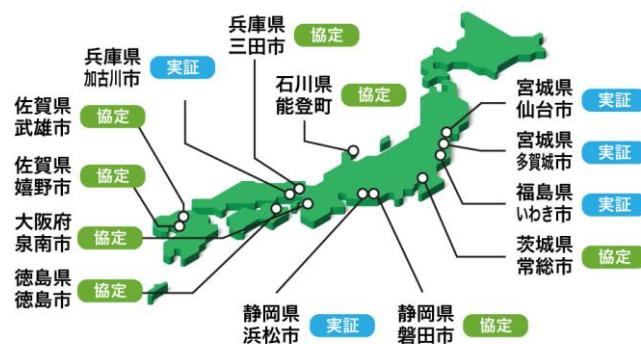 兵庫県
三田市
協定
兵庫県
加古川市
実証
石川県
能登町
協定
宮城県
仙台市
実証
佐賀県
武雄市
協定
宮城県
多賀城市
実証
佐賀県
嬉野市
協定
福島県
いわき市
実証
大阪府
泉南市
協定
茨城県
常総市
協定
徳島県
徳島市
協定
静岡県
浜松市
実証
静岡県
磐田市
協定